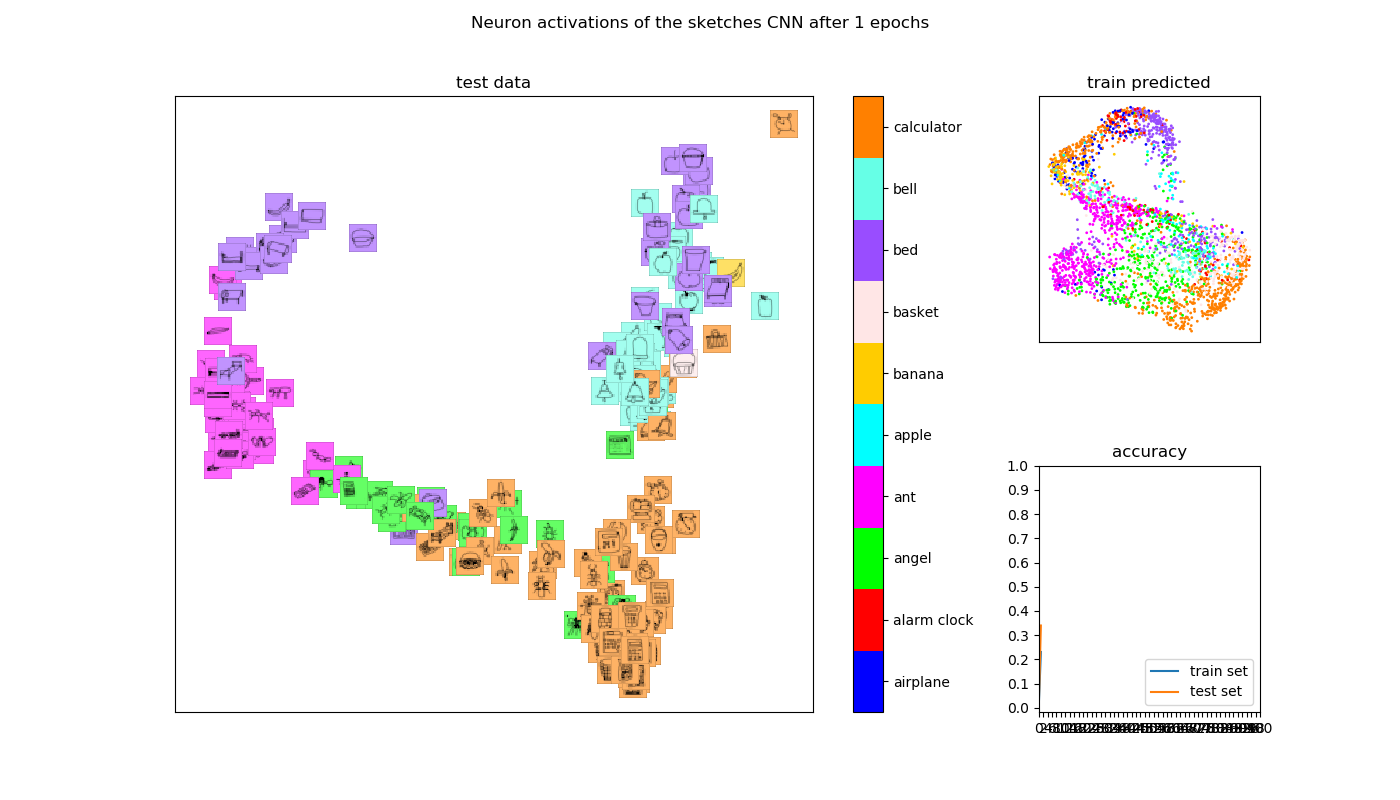 Neuron activations of the sketches CNN after 1 epochs
test data
calculator
bell
bed
basket
banana
apple
ant
angel
alarm clock
airplane
train predicted
accuracy
1.0
0.9
0.8
0.7
0.6
0.5
0.4
0.3
0.2
0.1
0.0
train set
test set